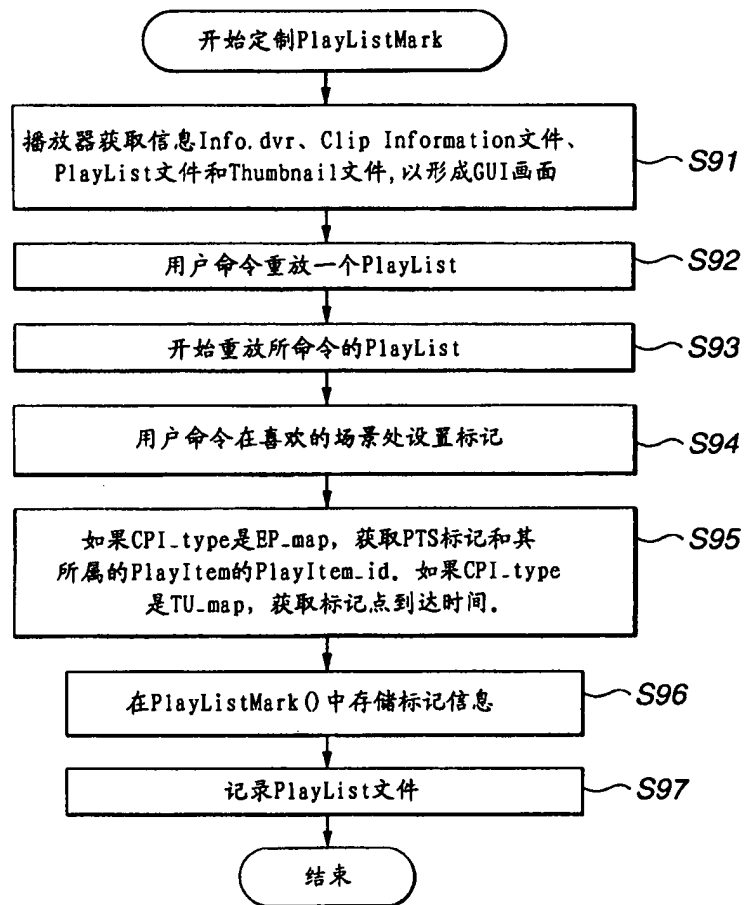 开始定制PlayListMark
播放器获取信息Info.dvr、Clip Information文件、
PlayList文件和Thumbnail文件,以形成GUI画面
S91
用户命令重放一个PlayList
S92
开始重放所命令的PlayList
S93
用户命令在喜欢的场景处设置标记
S94
如果CPI_type是EP_map，获取PTS标记和其
所属的PlayItem的PlayItem_id。如果CPI_type
是TU_map，获取标记点到达时间。
S95
在PlayListMark()中存储标记信息
S96
记录PlayList文件
S97
结束